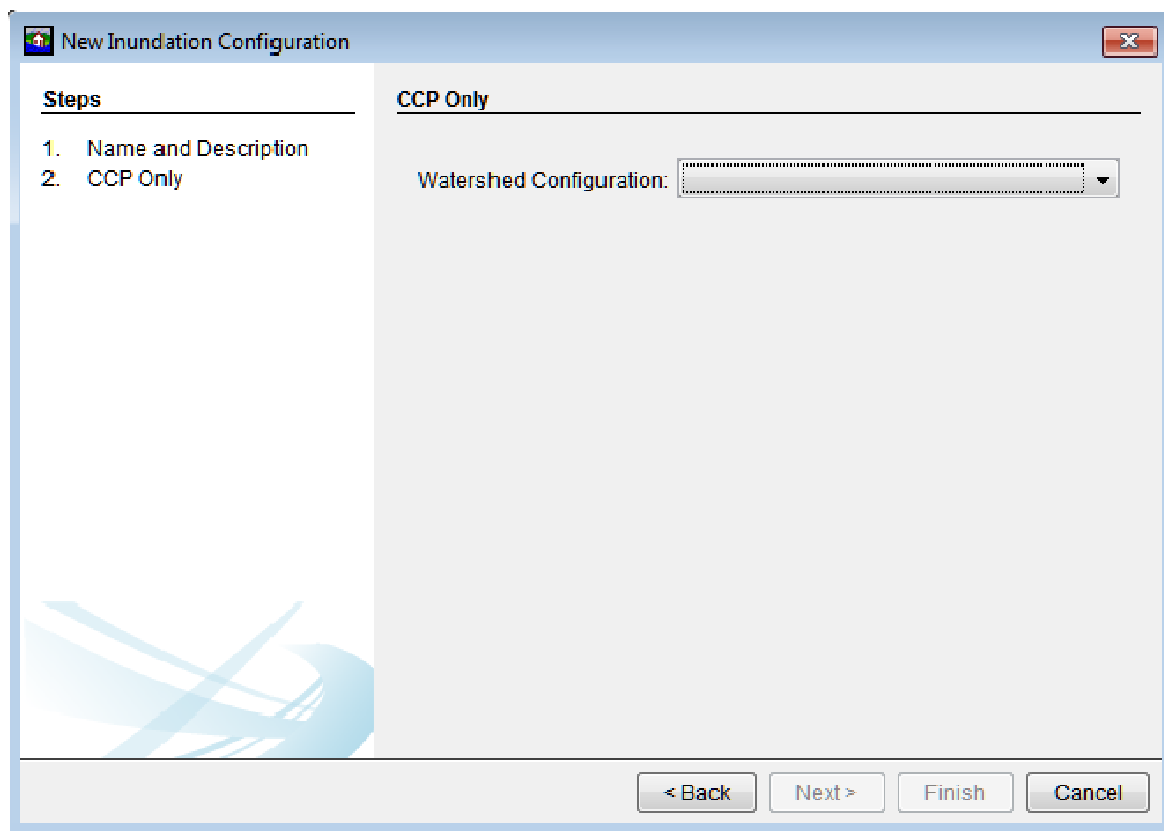 New Inundation Configuration
Steps
1. Name and Description
2. CCP Only
CCP Only
Watershed Configuration:
< Back Next > Finish Cancel